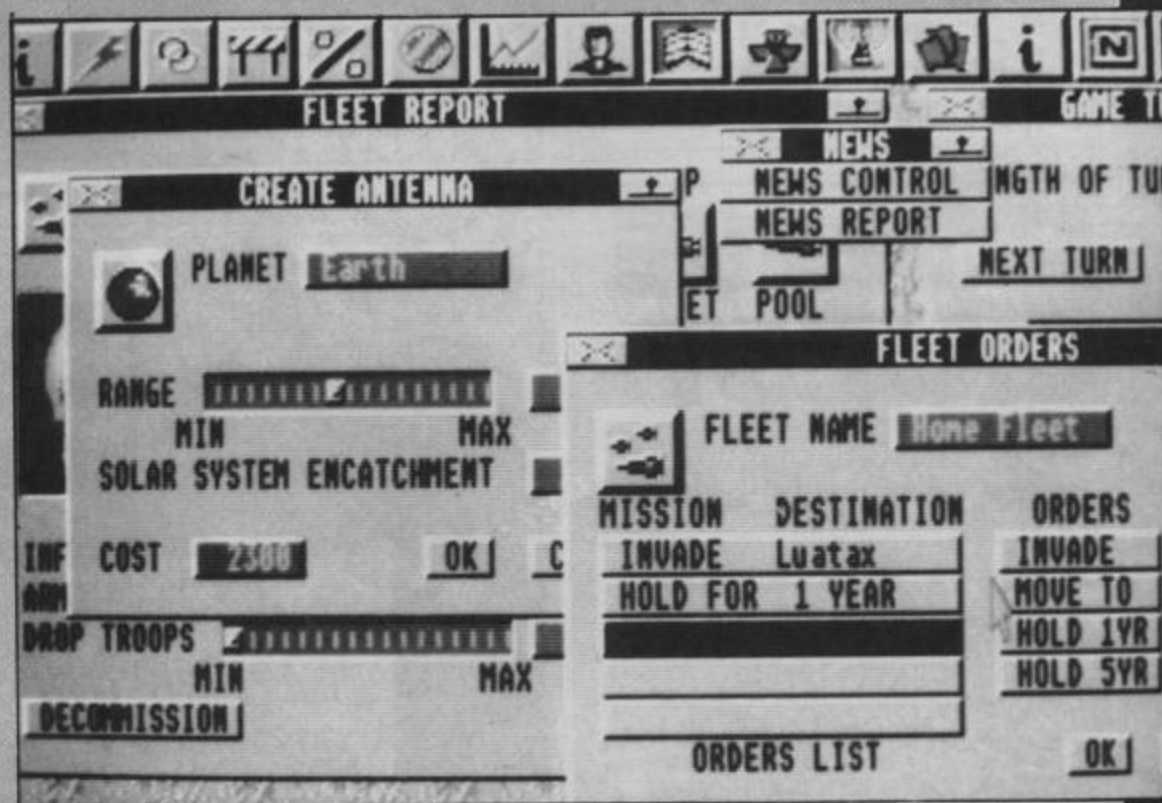 i % i N
FLEET REPORT
GAME TU
NEWS
NEWS CONTROL
NEWS REPORT
NGTH OF TU
NEXT TURN
P
ET POOL
CREATE ANTENNA
PLANET Earth
RANGE
MIN MAX
SOLAR SYSTEM ENCATCHMENT
COST 2300 OK C
INF
ARM
DROP TROOPS
MIN MAX
DECOMMISSION
FLEET ORDERS
FLEET NAME Home Fleet
MISSION DESTINATION ORDERS
INVADE Luatax INVADE
HOLD FOR 1 YEAR MOVE TO
HOLD 1YR
HOLD 5YR
ORDERS LIST OK